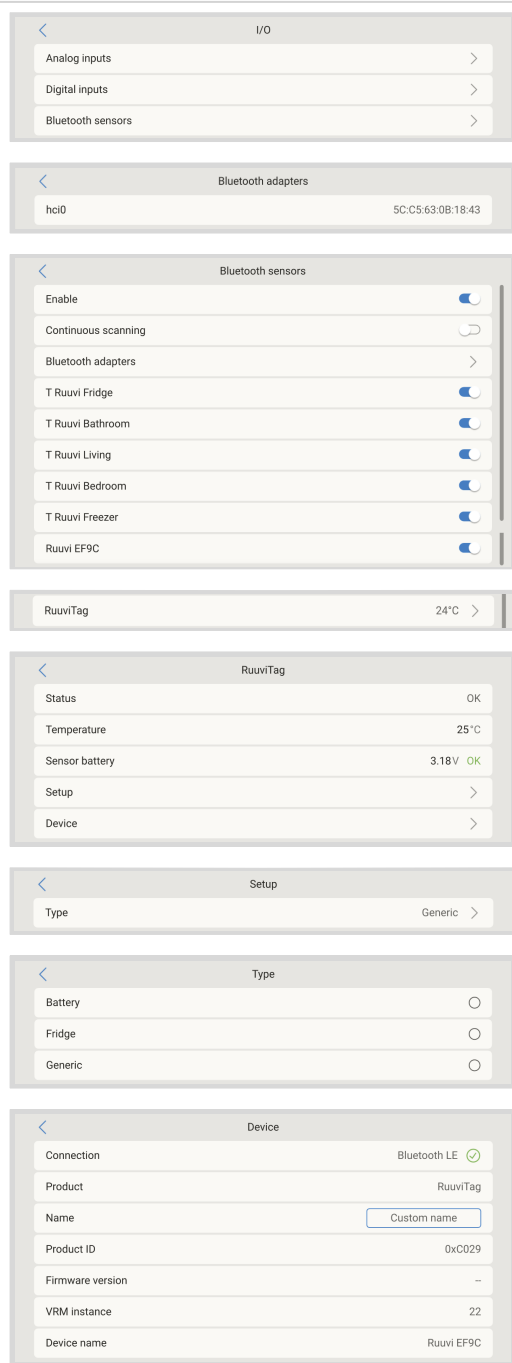 I/O
Analog inputs
Digital inputs
Bluetooth sensors
Bluetooth adapters
hci0 5C:C5:63:0B:18:43
Bluetooth sensors
Enable
Continuous scanning
Bluetooth adapters
T Ruuvi Fridge
T Ruuvi Bathroom
T Ruuvi Living
T Ruuvi Bedroom
T Ruuvi Freezer
Ruuvi EF9C
RuuviTag 24°C
RuuviTag
Status OK
Temperature 25°C
Sensor battery 3.18V OK
Setup
Device
Setup
Type Generic
Type
Battery
Fridge
Generic
Device
Connection Bluetooth LE
Product RuuviTag
Name Custom name
Product ID 0xC029
Firmware version –
VRM instance 22
Device name Ruuvi EF9C